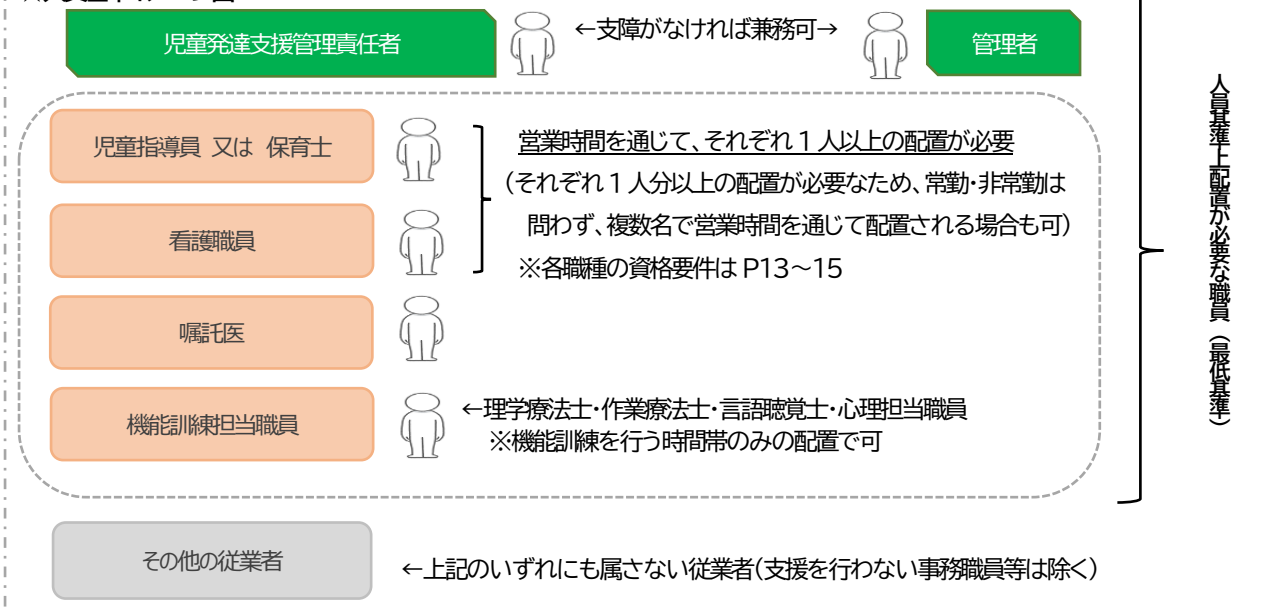 児童発達支援管理責任者
←支障がなければ兼務可→
管理者
児童指導員 又は 保育士
営業時間を通じて、それぞれ1人以上の配置が必要
(それぞれ1人分以上の配置が必要なため、常勤・非常勤は
問わず、複数名で営業時間を通じて配置される場合も可)
看護職員
※各職種の資格要件は P13~15
嘱託医
機能訓練担当職員
←理学療法士・作業療法士・言語聴覚士・心理担当職員
※機能訓練を行う時間帯のみの配置で可
その他の従業者
←上記のいずれにも属さない従業者(支援を行わない事務職員等は除く)
人員基準上配置が必要な職員(最低基準)